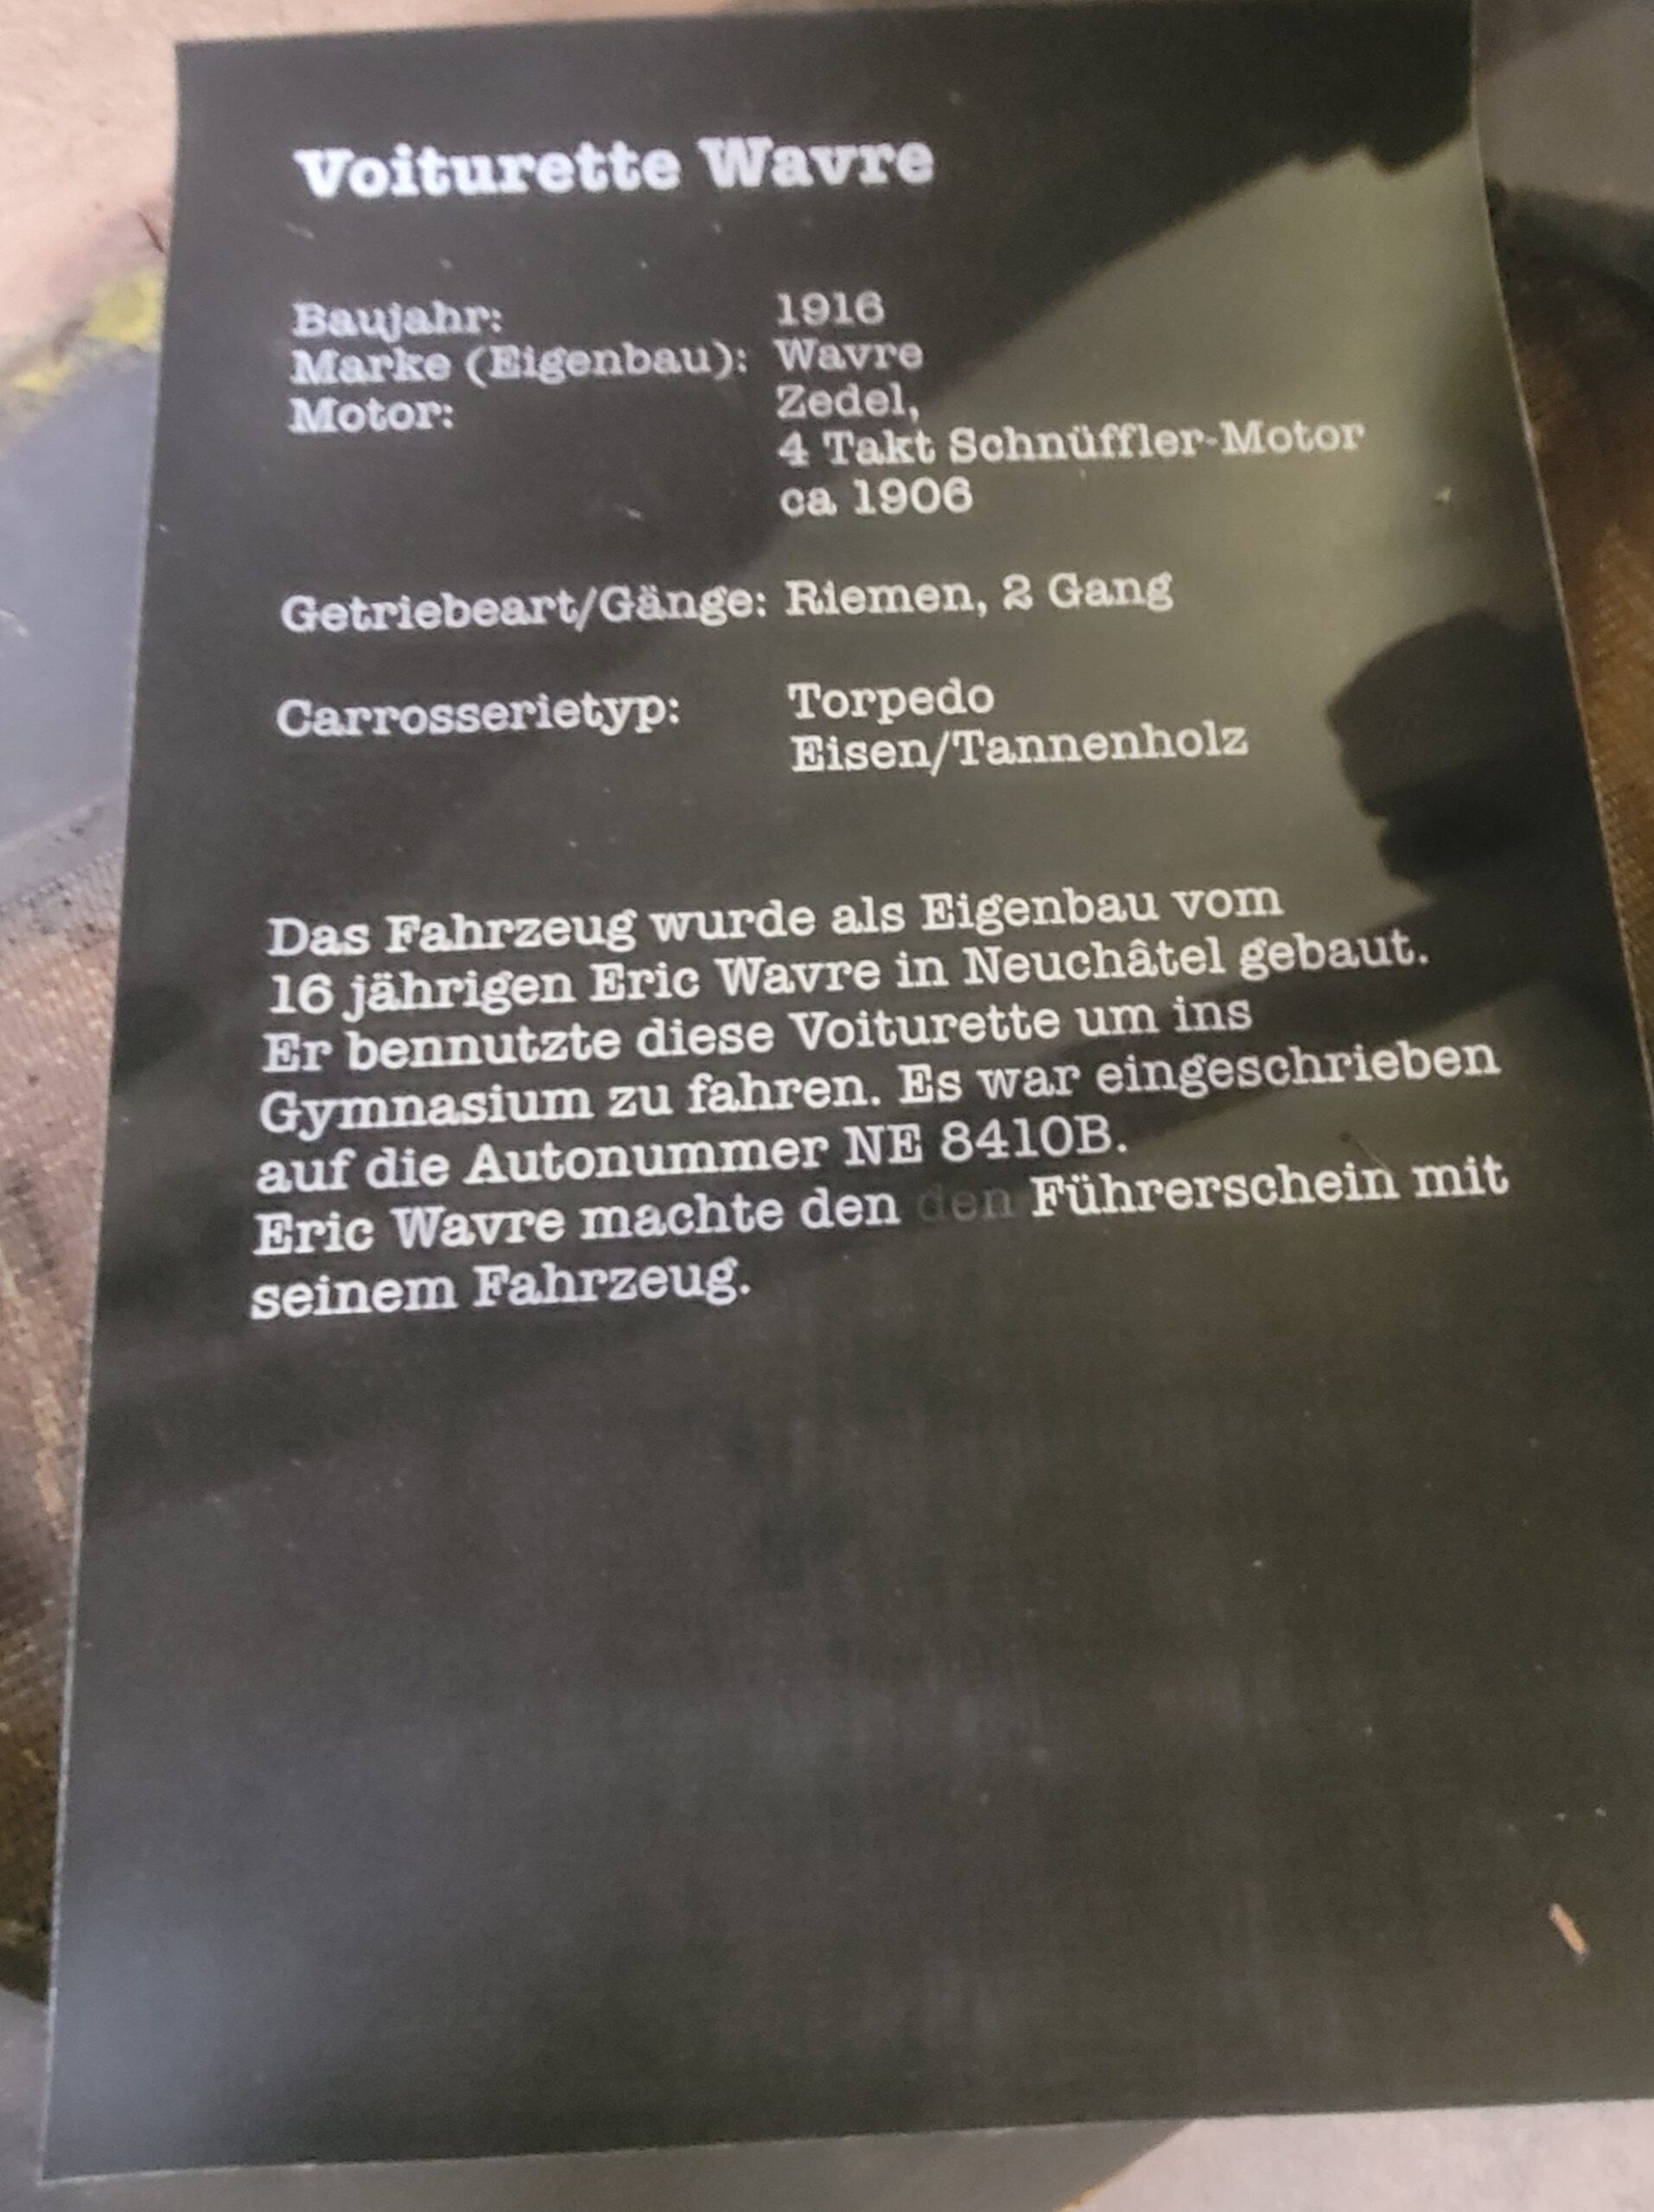 Voiturette Wavre
Baujahr: 1916
Marke (Eigenbau): Wavre
Motor: Zedel,
4 Takt Schnüffler-Motor
ca 1906
Getriebeart/Gänge: Riemen, 2 Gang
Carrosserietyp: Torpedo
Eisen/Tannenholz
Das Fahrzeug wurde als Eigenbau vom
16 jährigen Eric Wavre in Neuchâtel gebaut.
Er bennutzte diese Voiturette um ins
Gymnasium zu fahren. Es war eingeschrieben
auf die Autonummer NE 8410B.
Eric Wavre machte den den Führerschein mit
seinem Fahrzeug.